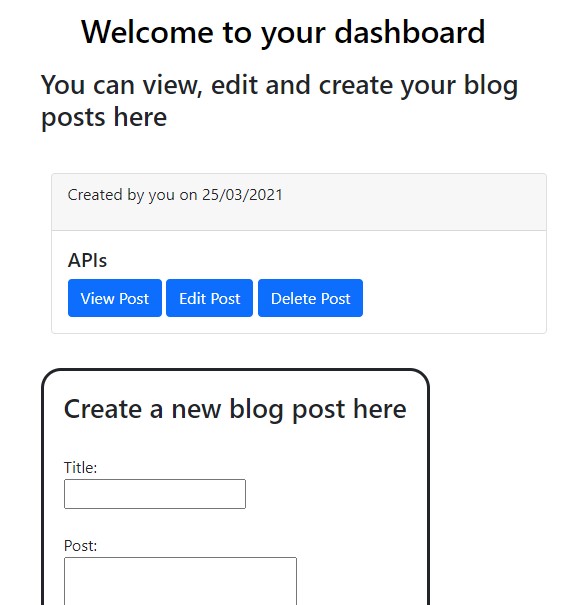 Welcome to your dashboard
You can view, edit and create your blog
posts here
Created by you on 25/03/2021
APIs
View Post Edit Post Delete Post
Create a new blog post here
Title:
Post: